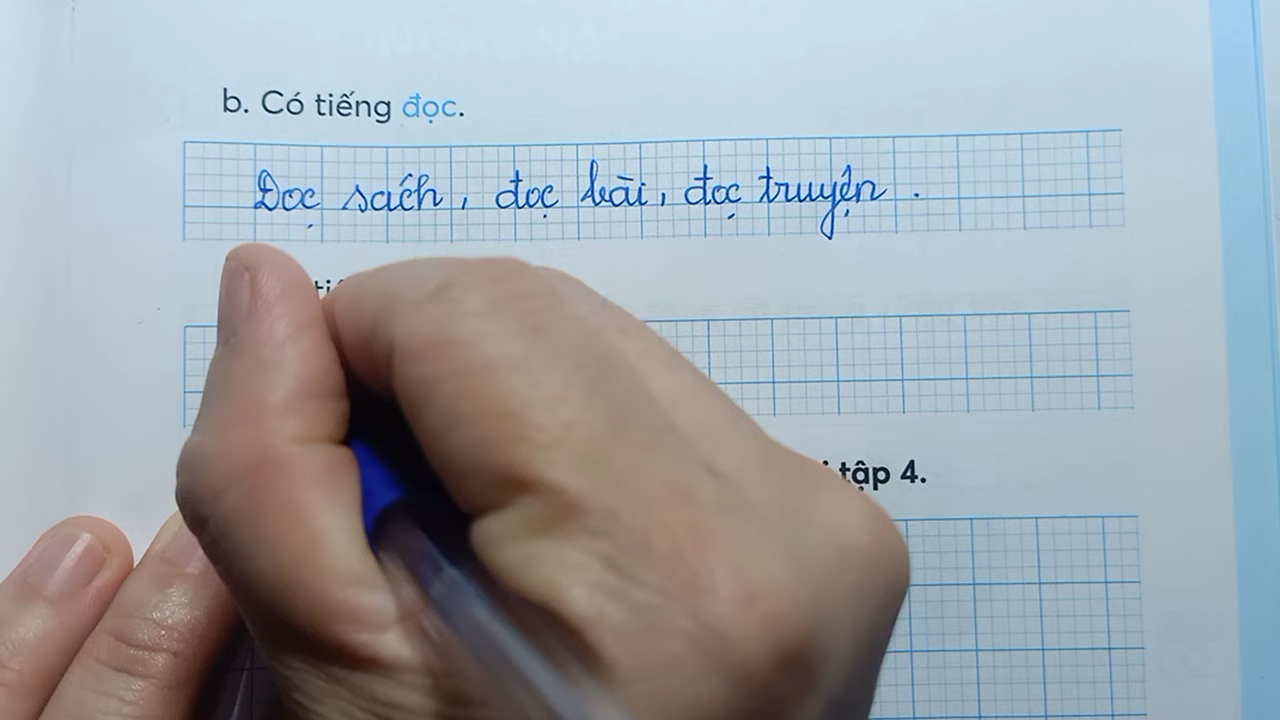 b. Có tiếng đọc.
Đọc sách, đọc bài, đọc truyện.
tập 4.